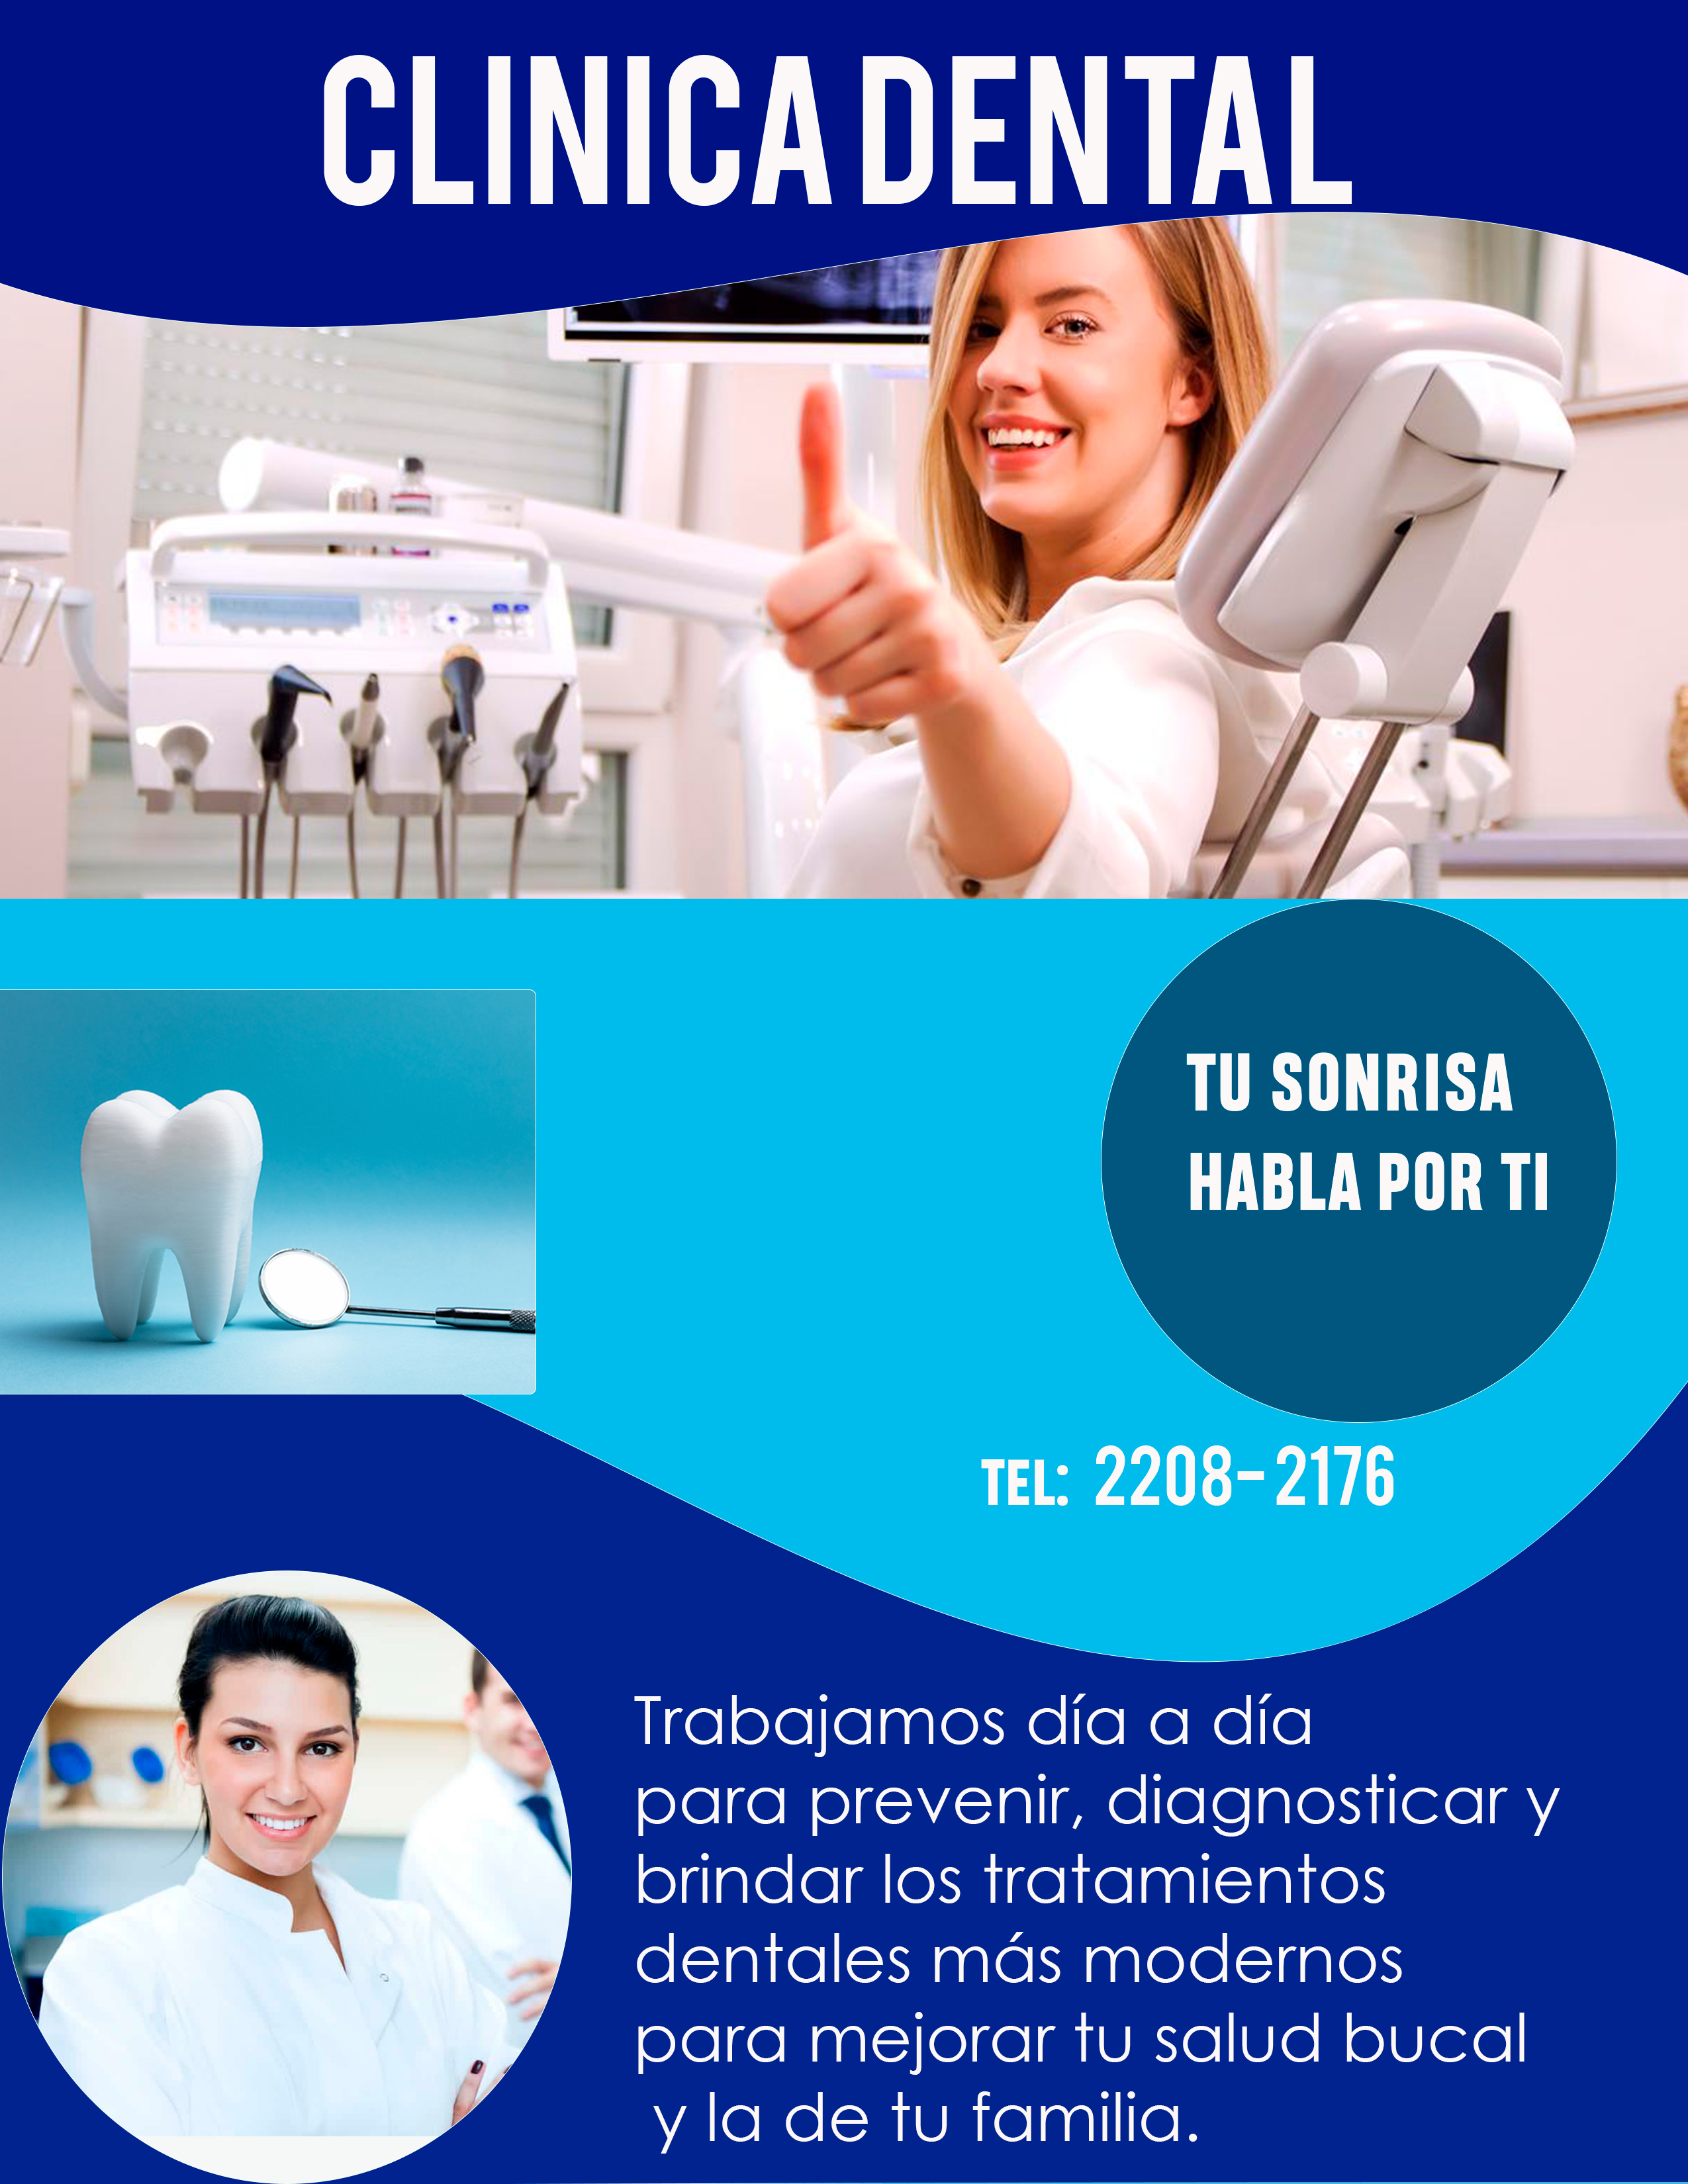 CLINICA DENTAL
TU SONRISA
HABLA POR TI
TEL: 2208-2176
Trabajamos día a día
para prevenir, diagnosticar y
brindar los tratamientos
dentales más modernos
para mejorar tu salud bucal
y la de tu familia.